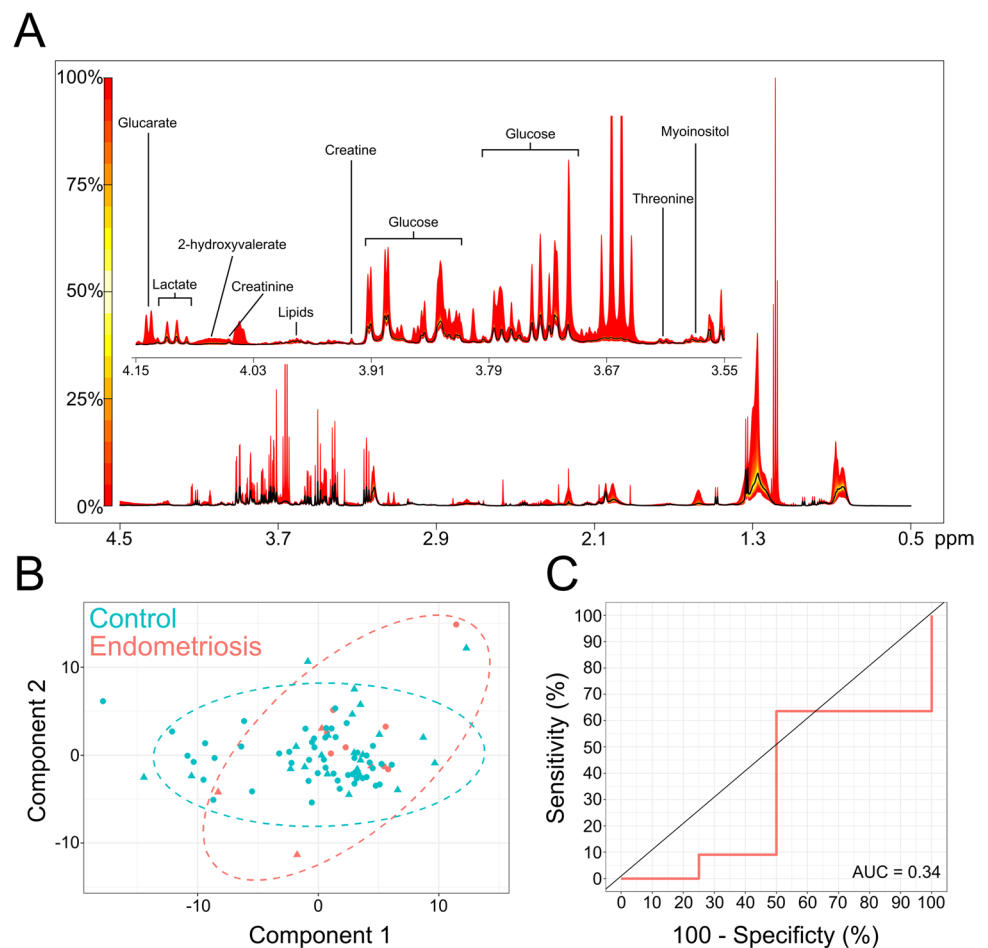 A
100%
75%
50%
25%
0%
Glucarate
Lactate
2-hydroxyvalerate
Creatinine
Lipids
Creatine
Glucose
Glucose
Threonine
Myoinositol
4.15 4.03 3.91 3.79 3.67 3.55
4.5 3.7 2.9 2.1 1.3 0.5 ppm
B
Control
Endometriosis
Component 2
10
0
-10
-10 0 10
Component 1
C
Sensitivity (%)
100
90
80
70
60
50
40
30
20
10
0
AUC = 0.34
0 10 20 30 40 50 60 70 80 90 100
100 - Specificty (%)